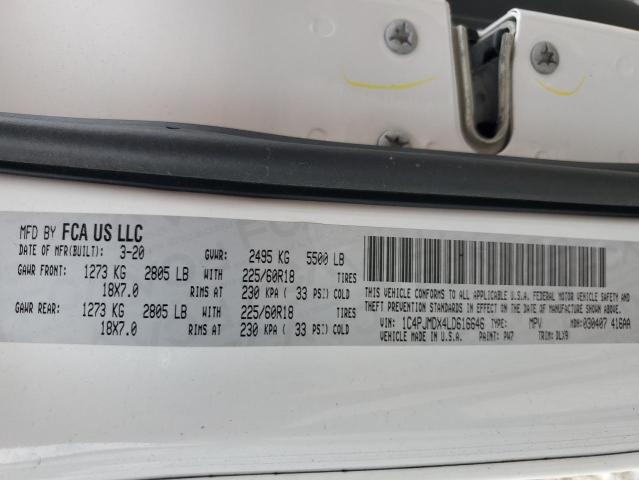 MFD BY FCA US LLC
DATE OF MFR(BUILT): 3-20 GVWR: 2495 KG 5500 LB
GAWR FRONT: 1273 KG 2805 LB WITH 225/60R18 TIRES
18X7.0 RIMS AT 230 KPA ( 33 PSI) COLD
GAWR REAR: 1273 KG 2805 LB WITH 225/60R18 TIRES
18X7.0 RIMS AT 230 KPA ( 33 PSI) COLD
THIS VEHICLE CONFORMS TO ALL APPLICABLE U.S.A. FEDERAL MOTOR VEHICLE SAFETY AND
THEFT PREVENTION STANDARDS IN EFFECT ON THE DATE OF MANUFACTURE SHOWN ABOVE.
VIN: 1C4PJMDX4LD616646 TYPE: MPV MDH: 030407 416AA
VEHICLE MADE IN U.S.A. PAINT: PW7 TRIM: DLX9